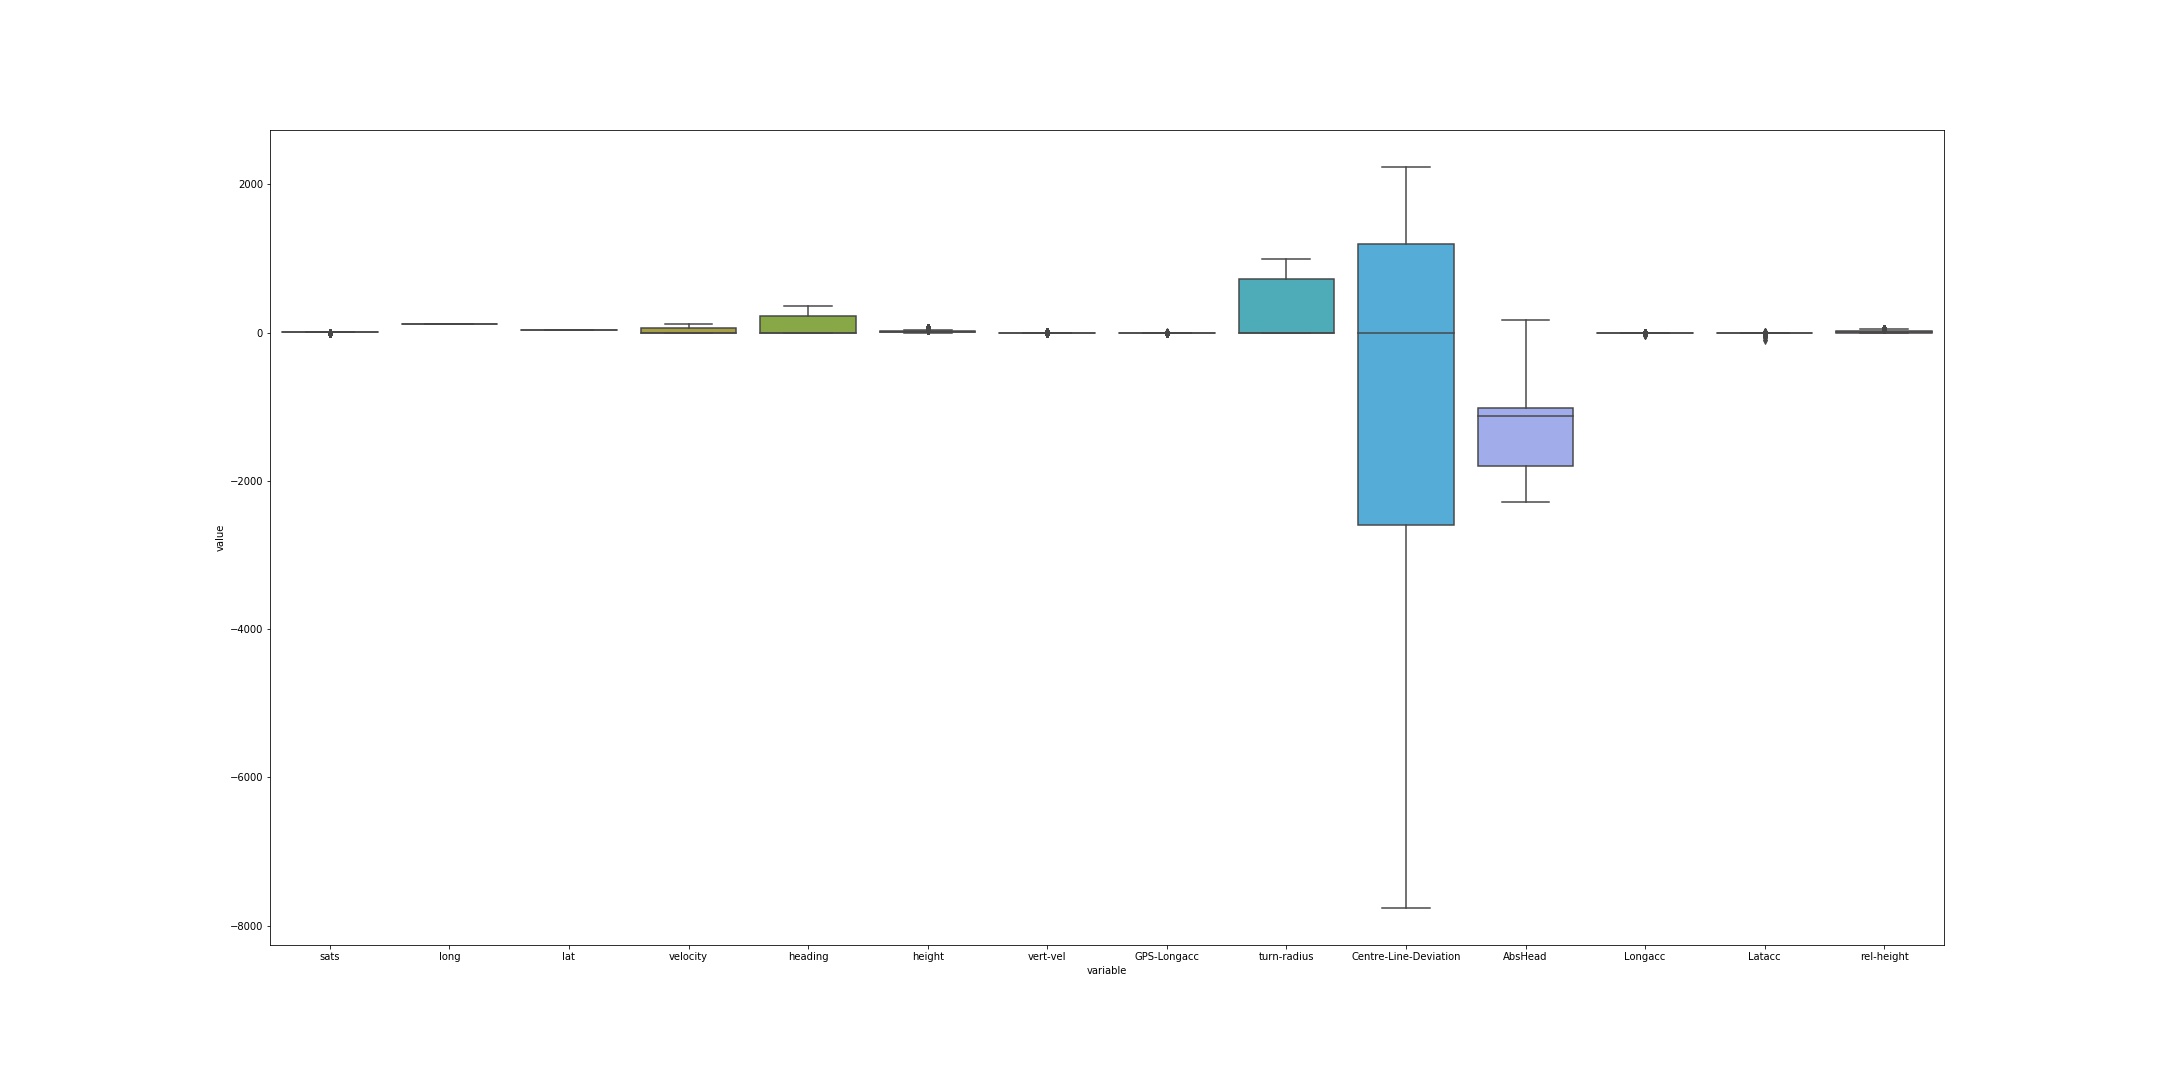 2000
0
−2000
−4000
−6000
−8000
value
sats long lat velocity heading height vert-vel GPS-Longacc turn-radius Centre-Line-Deviation AbsHead Longacc Latacc rel-height
variable